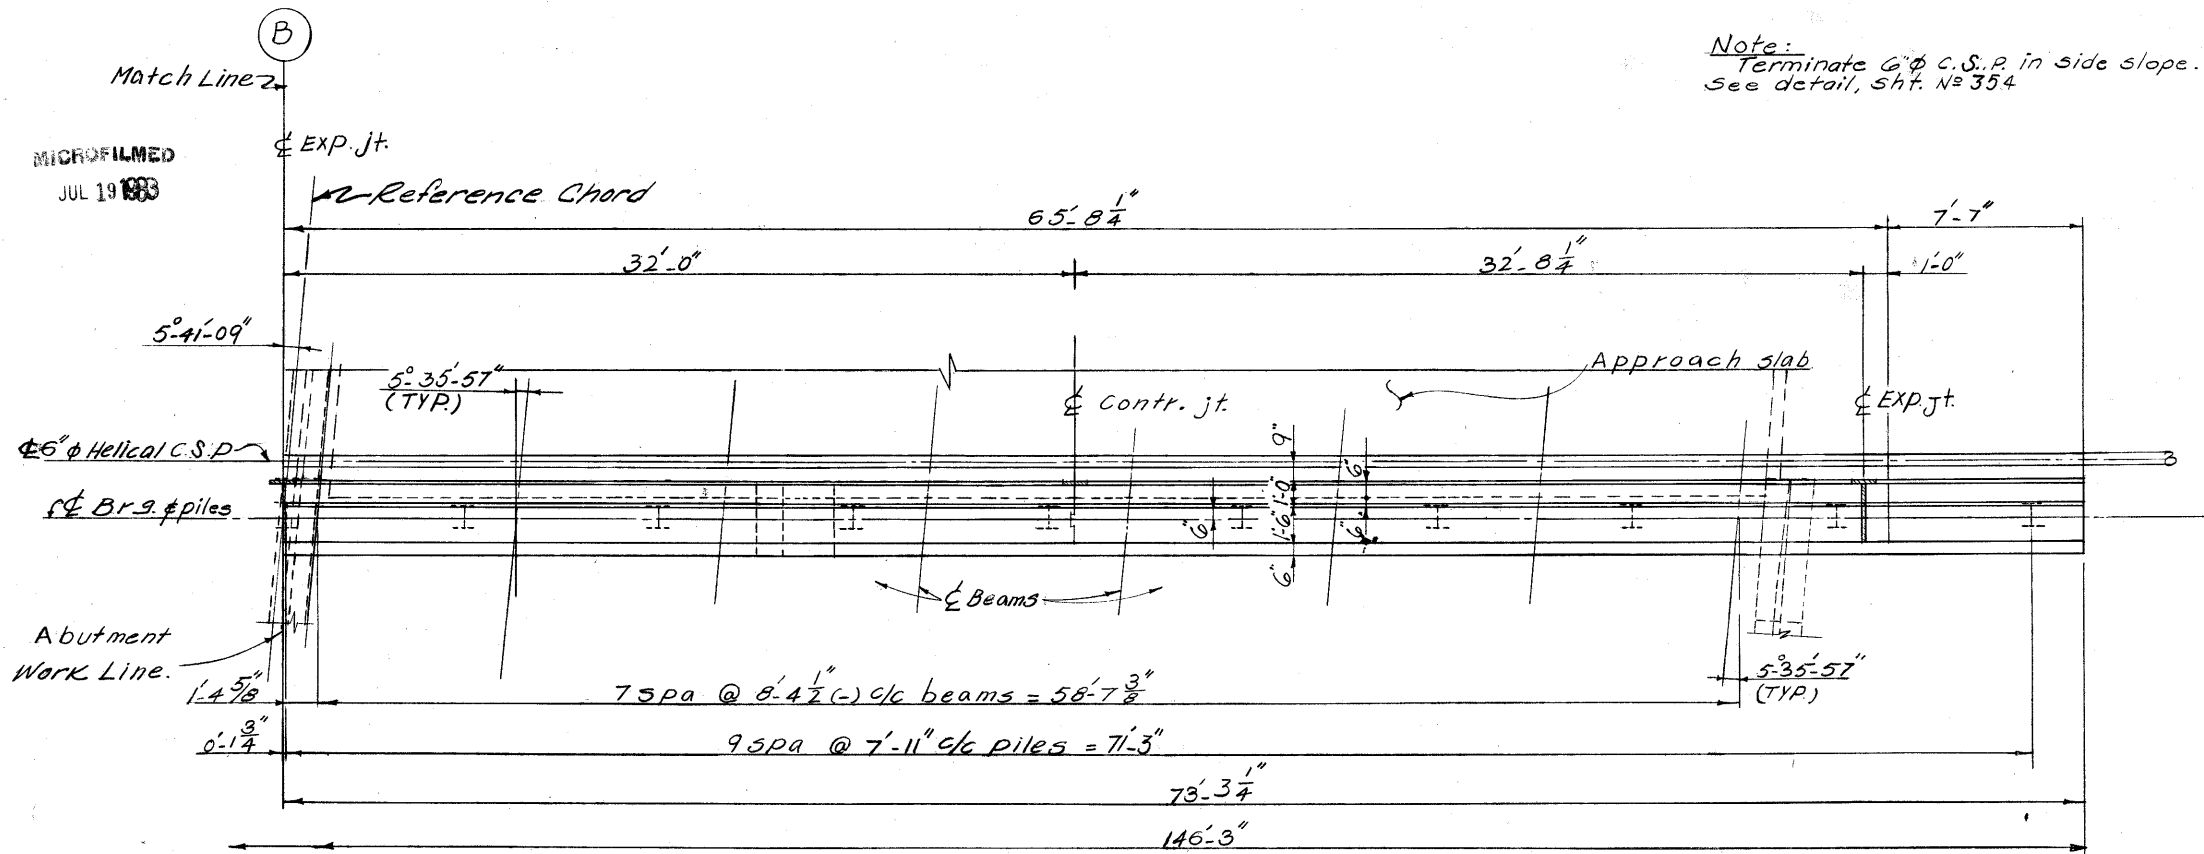 B
Match Line
Note:
Terminate 6"φ C.S.P. in side slope.
See detail, sht. Nº 354
MICROFILMED
JUL 19 1983
℄ Exp. jt.
Reference Chord
65'-8 1/4"
7'-7"
32'-0"
32'-8 1/4"
1'-0"
5°-41'-09"
5°-35'-57"
(TYP.)
Approach slab
℄ Contr. jt.
℄ Exp. jt.
℄ 6"φ Helical C.S.P
9"
6"
1'-0"
℄ Brg. & piles
6"
1'-6"
6"
6"
℄ Beams
Abutment
Work Line.
5°-35'-57"
(TYP.)
1'-4 5/8"
7 spa @ 8'-4 1/2" (-) c/c beams = 58'-7 3/8"
0'-1 3/4"
9 spa @ 7'-11" c/c piles = 71'-3"
73'-3 1/4"
146'-3"